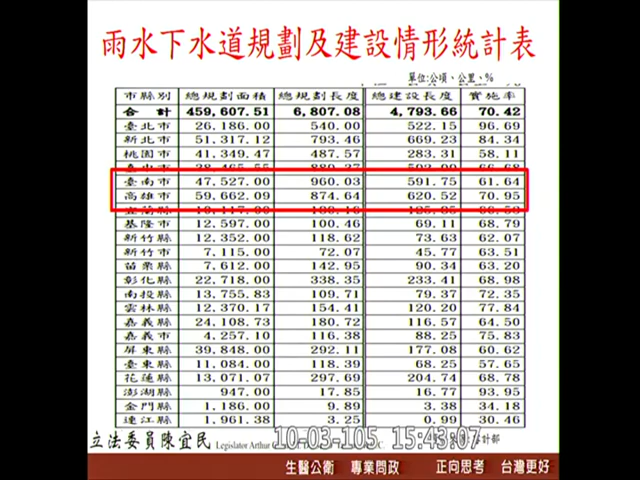 雨水下水道規劃及建設情形統計表
單位:公頃、公里、%
市縣別 總規劃面積 總規劃長度 總建設長度 實施率
合計 459,607.51 6,807.08 4,793.66 70.42
臺北市 26,186.00 540.00 522.15 96.69
新北市 51,317.12 793.46 669.23 84.34
桃園市 41,349.47 487.57 283.31 58.11
臺南市 47,527.00 960.03 591.75 61.64
高雄市 59,662.09 874.64 620.52 70.95
基隆市 12,597.00 100.46 69.11 68.79
新竹縣 12,352.00 118.62 73.63 62.07
新竹市 7,115.00 72.07 45.77 63.51
苗栗縣 7,612.00 142.95 90.34 63.20
彰化縣 22,718.00 338.35 233.41 68.98
南投縣 13,755.83 109.71 79.37 72.35
雲林縣 12,370.17 154.41 120.20 77.84
嘉義縣 24,108.73 180.72 116.57 64.50
嘉義市 4,257.10 116.38 88.25 75.83
屏東縣 39,848.00 292.11 177.08 60.62
臺東縣 11,084.00 118.39 68.25 57.65
花蓮縣 13,071.07 297.69 204.74 68.78
澎湖縣 947.00 17.85 16.77 93.95
金門縣 1,186.00 9.89 3.38 34.18
連江縣 1,961.38 3.25 0.99 30.46
立法委員陳宜民 Legislator Arthur
10-03-105 15:43:07
生醫公衛 專業問政 正向思考 台灣更好